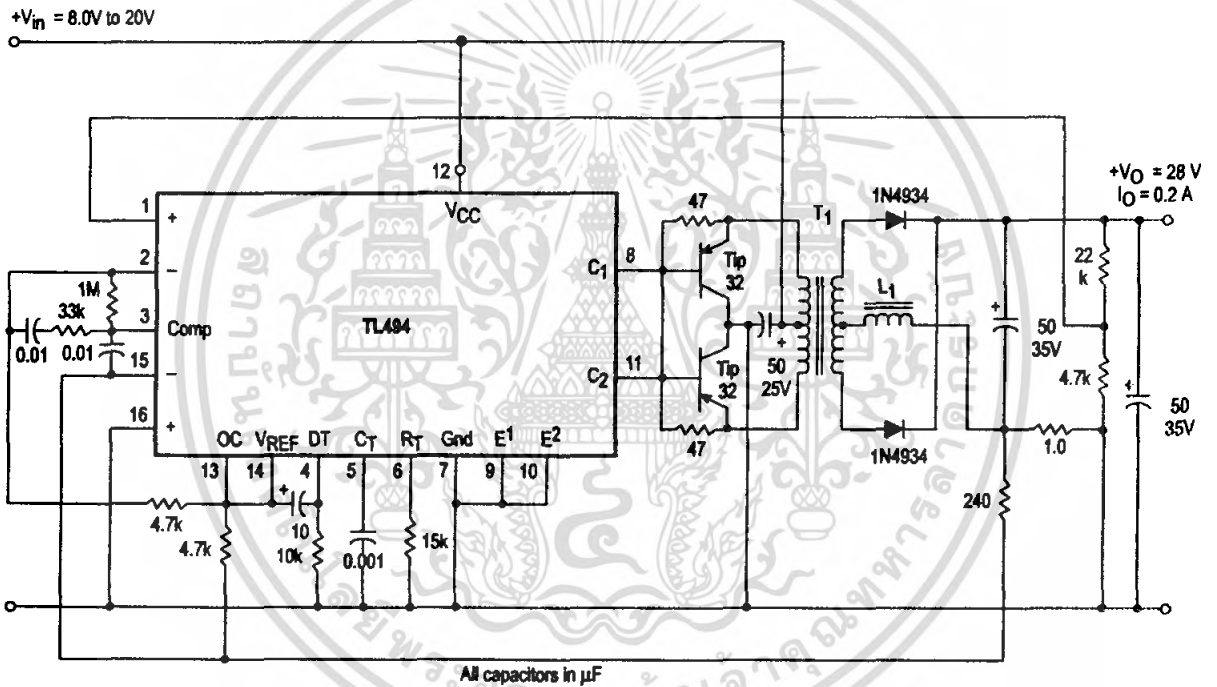 +Vin = 8.0V to 20V
12
VCC
1
+
2
−
1M
33k
3
Comp
0.01
0.01
15
−
16
+
TL494
C1
8
C2
11
47
Tip
32
Tip
32
47
50
25V
T1
1N4934
L1
1N4934
+VO = 28 V
IO = 0.2 A
22
k
50
35V
4.7k
1.0
50
35V
240
OC
VREF
DT
CT
RT
Gnd
E1
E2
13
14
4
5
6
7
9
10
4.7k
4.7k
+
10
10k
0.001
15k
All capacitors in µF